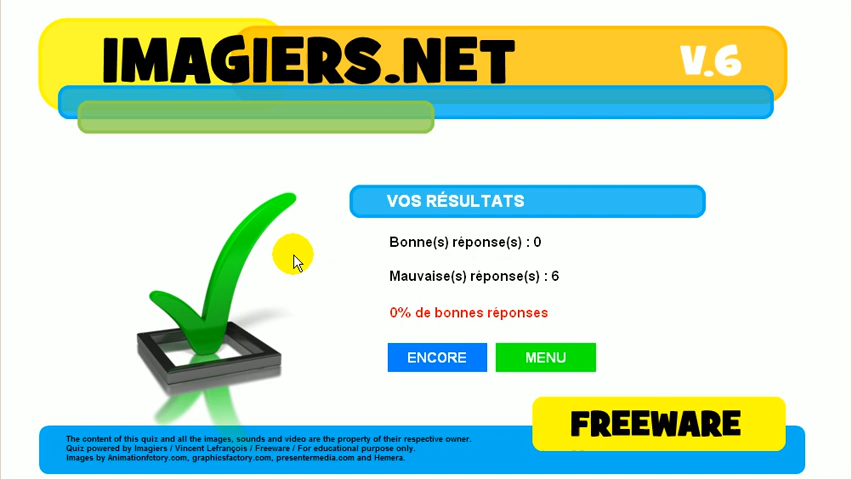 IMAGIERS.NET
V.6
VOS RÉSULTATS
Bonne(s) réponse(s) : 0
Mauvaise(s) réponse(s) : 6
0% de bonnes réponses
ENCORE
MENU
FREEWARE
The content of this quiz and all the images, sounds and video are the property of their respective owner.
Quiz powered by Imagiers / Vincent Lefrançois / Freeware / For educational purpose only.
Images by Animationfctory.com, graphicsfactory.com, presentermedia.com and Hemera.